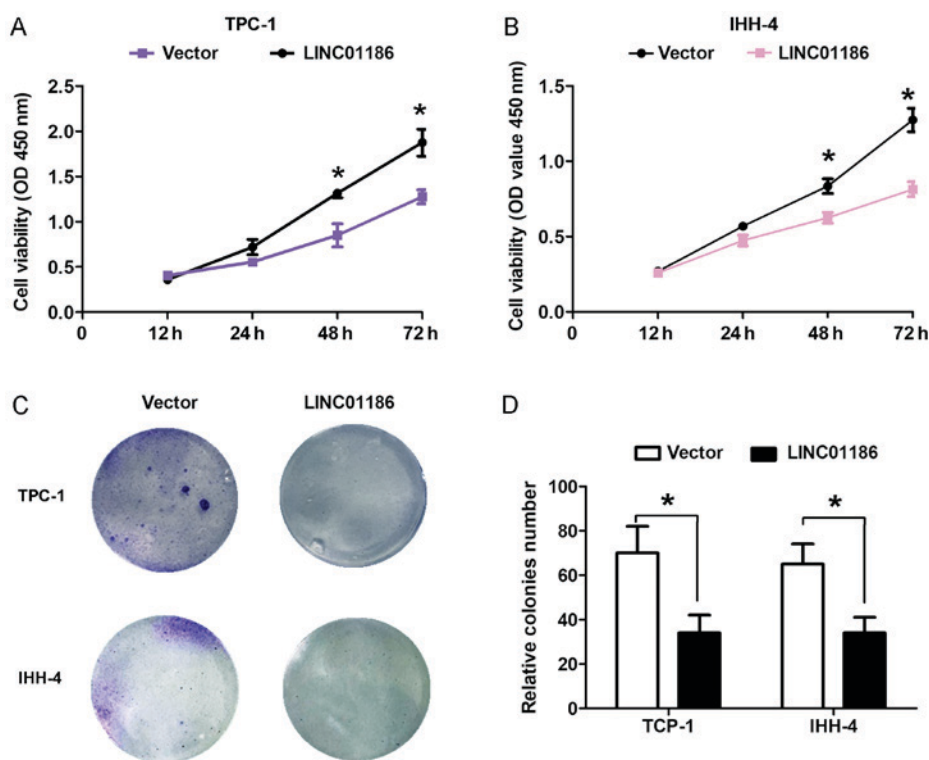 A
TPC-1
Vector LINC01186
Cell viability (OD 450 nm)
2.5
2.0
1.5
1.0
0.5
0.0
0 12 h 24 h 48 h 72 h
*
*
B
IHH-4
Vector LINC01186
Cell viability (OD value 450 nm)
1.5
1.0
0.5
0.0
0 12 h 24 h 48 h 72 h
*
*
C
Vector LINC01186
TPC-1
IHH-4
D
Vector LINC01186
Relative colonies number
100
80
60
40
20
0
* *
TCP-1 IHH-4